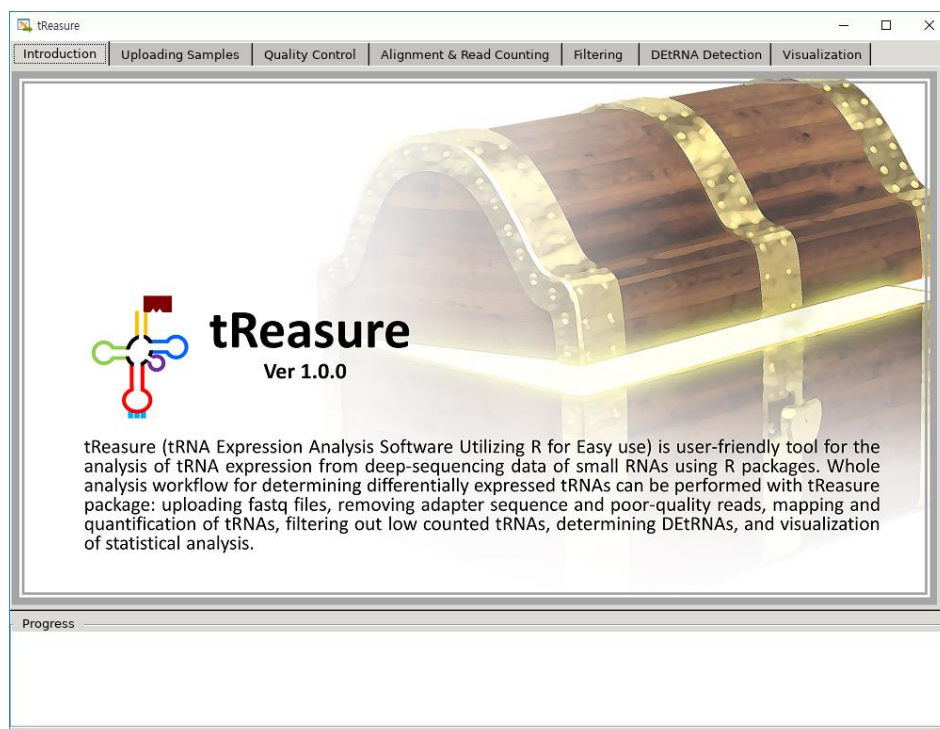 tReasure
Introduction
Uploading Samples
Quality Control
Alignment & Read Counting
Filtering
DEtRNA Detection
Visualization
tReasure
Ver 1.0.0
tReasure (tRNA Expression Analysis Software Utilizing R for Easy use) is user-friendly tool for the
analysis of tRNA expression from deep-sequencing data of small RNAs using R packages. Whole
analysis workflow for determining differentially expressed tRNAs can be performed with tReasure
package: uploading fastq files, removing adapter sequence and poor-quality reads, mapping and
quantification of tRNAs, filtering out low counted tRNAs, determining DEtRNAs, and visualization
of statistical analysis.
Progress